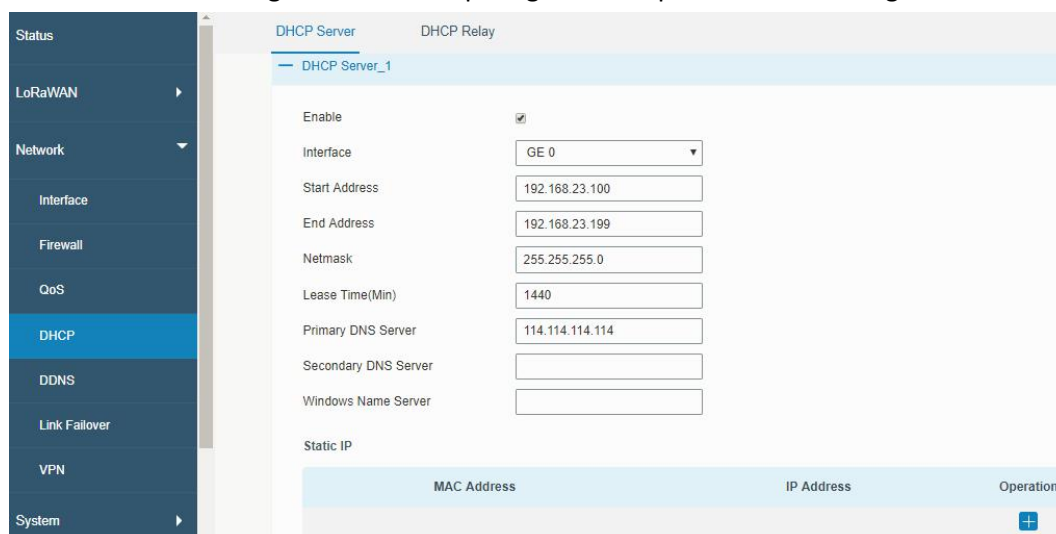 Status
LoRaWAN
Network
Interface
Firewall
QoS
DHCP
DDNS
Link Failover
VPN
System
DHCP Server DHCP Relay
DHCP Server_1
Enable
Interface GE 0
Start Address 192.168.23.100
End Address 192.168.23.199
Netmask 255.255.255.0
Lease Time(Min) 1440
Primary DNS Server 114.114.114.114
Secondary DNS Server
Windows Name Server
Static IP
MAC Address IP Address Operation